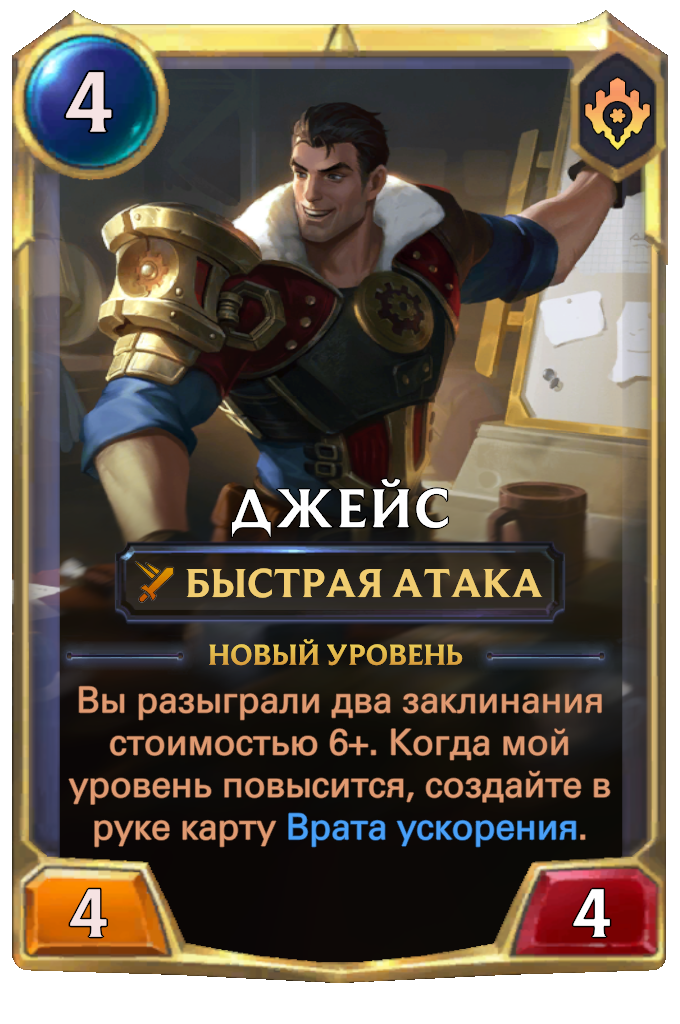 4
ДЖЕЙС
БЫСТРАЯ АТАКА
НОВЫЙ УРОВЕНЬ
Вы разыграли два заклинания
стоимостью 6+. Когда мой
уровень повысится, создайте в
руке карту Врата ускорения.
4
4